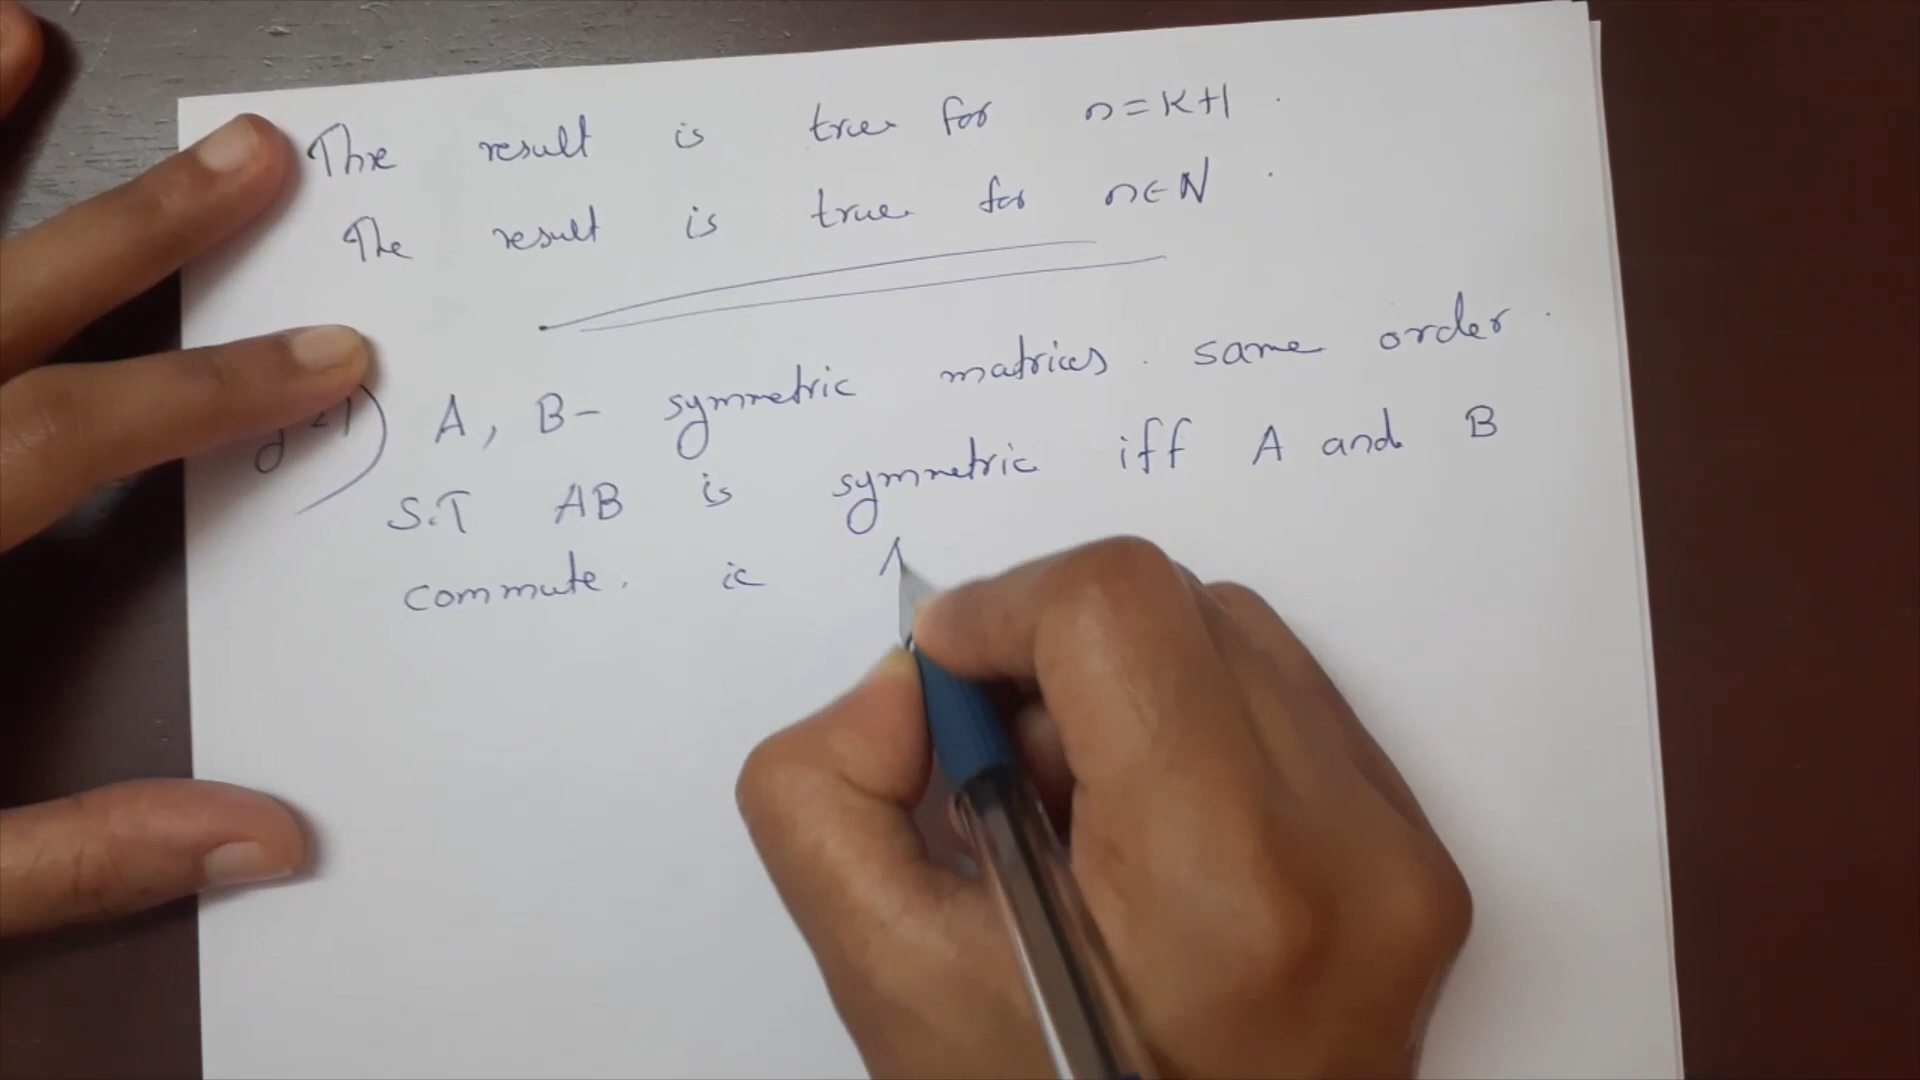 The result is true for n=K+1.
The result is true for n∈N.
A, B- symmetric matrices. same order.
S.T AB is symmetric iff A and B
commute. ie A